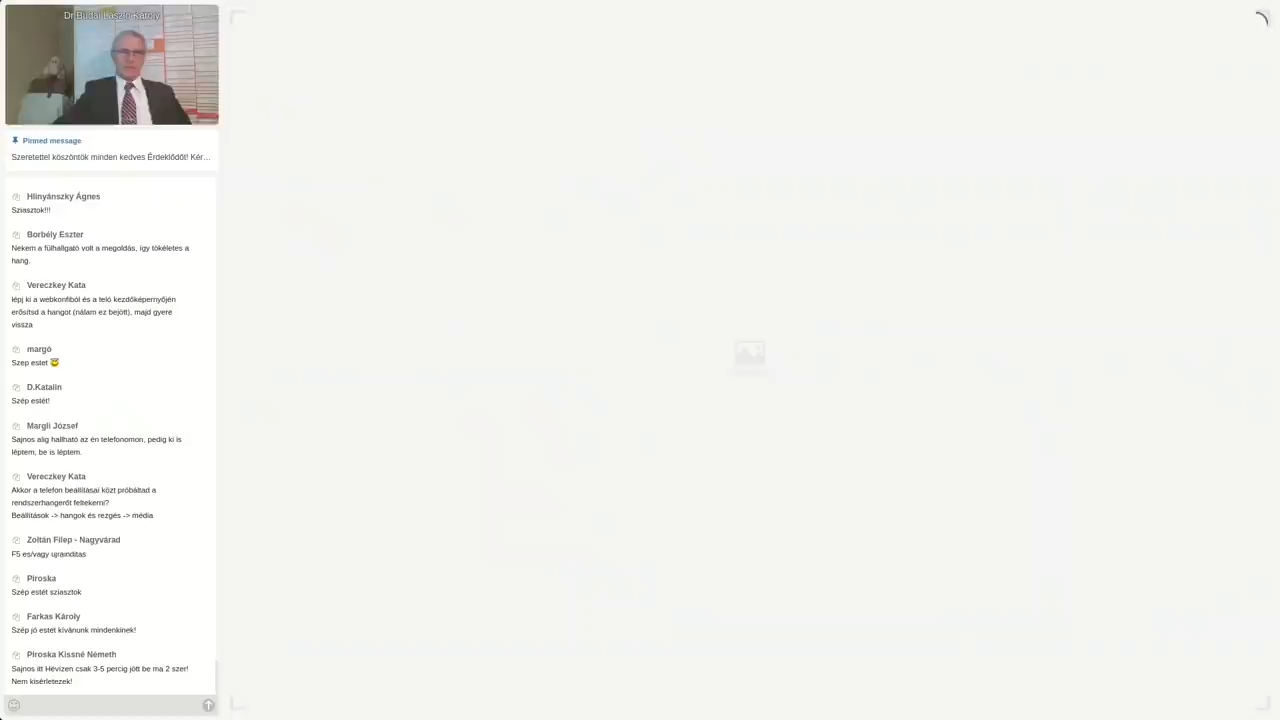 Dr Budai László Károly
Pinned message
Szeretettel köszöntök minden kedves Érdeklődőt! Kér…
Hlinyánszky Ágnes
Sziasztok!!!
Borbély Eszter
Nekem a fülhallgató volt a megoldás, így tökéletes a
hang.
Vereczkey Kata
lépj ki a webkonfiból és a teló kezdőképernyőjén
erősítsd a hangot (nálam ez bejött), majd gyere
vissza
margó
Szep estet
D.Katalin
Szép estét!
Margli József
Sajnos alig hallható az én telefonomon, pedig ki is
léptem, be is léptem.
Vereczkey Kata
Akkor a telefon beállításai közt próbáltad a
rendszerhangerőt feltekerni?
Beállítások -> hangok és rezgés -> média
Zoltán Filep - Nagyvárad
F5 es/vagy ujrainditas
Piroska
Szép estét sziasztok
Farkas Károly
Szép jó estét kívánunk mindenkinek!
Piroska Kissné Németh
Sajnos itt Hévizen csak 3-5 percig jött be ma 2 szer!
Nem kisérletezek!